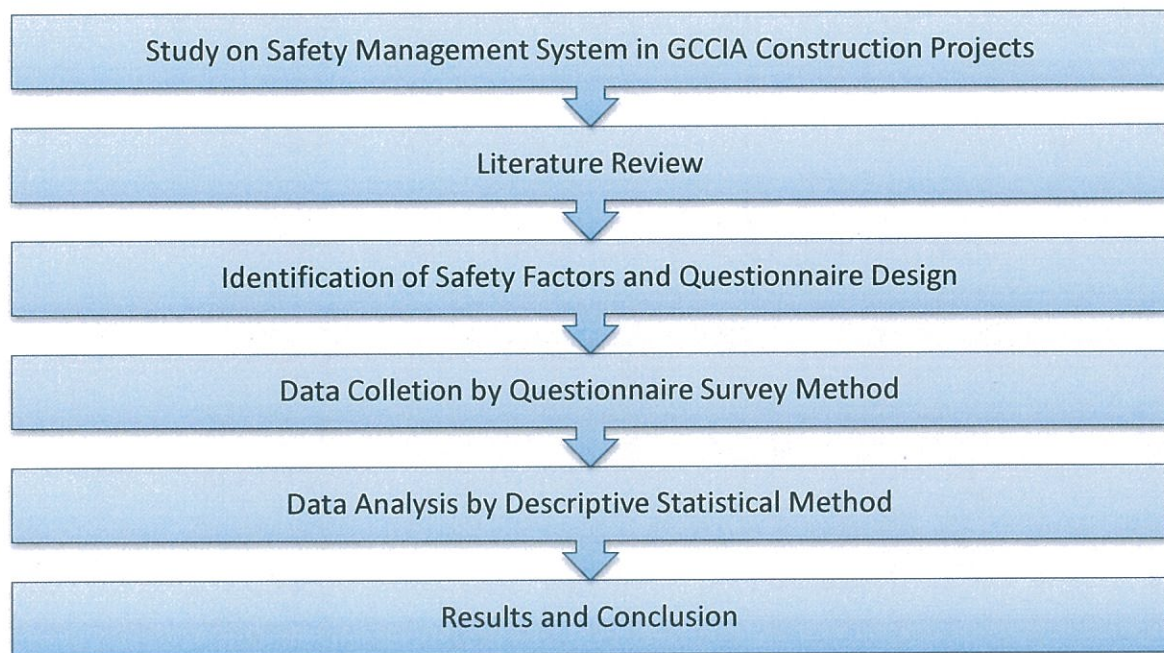 Study on Safety Management System in GCCIA Construction Projects
Literature Review
Identification of Safety Factors and Questionnaire Design
Data Colletion by Questionnaire Survey Method
Data Analysis by Descriptive Statistical Method
Results and Conclusion